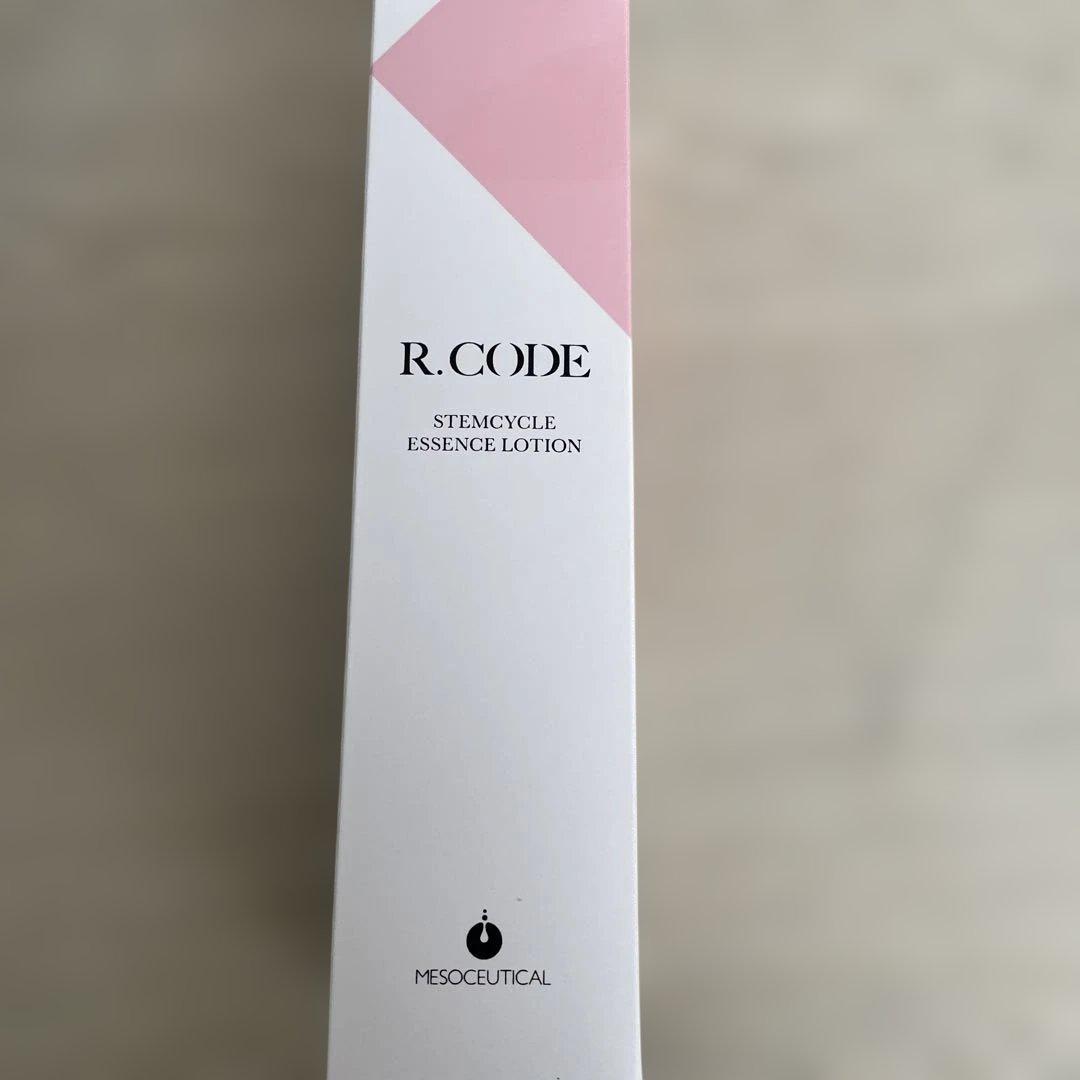 R.CODE
STEMCYCLE
ESSENCE LOTION
MESOCEUTICAL